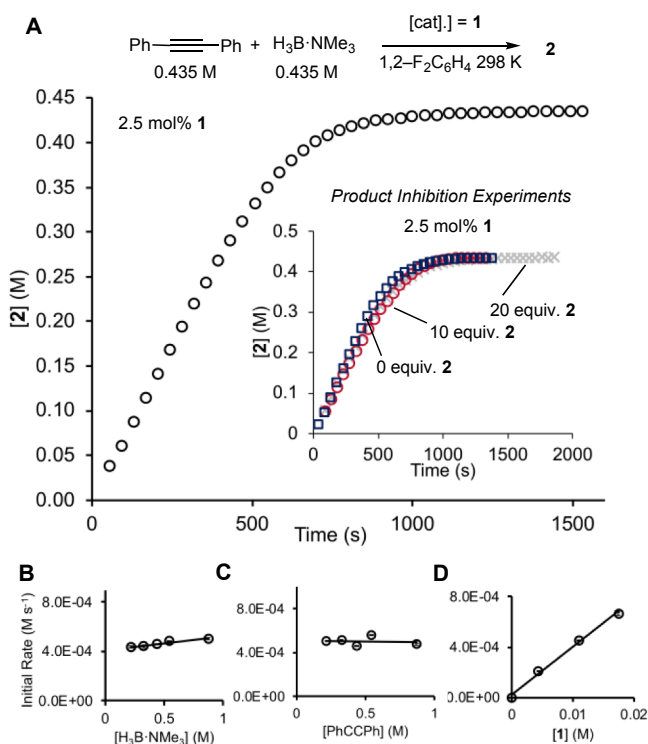 A
Ph Ph + H₃B·NMe₃ [cat].] = 1 2
0.435 M 0.435 M 1,2–F₂C₆H₄ 298 K
0.45
0.40
0.35
0.30
0.25
0.20
0.15
0.10
0.05
0.00
[2] (M)
2.5 mol% 1
0 500 1000 1500
Time (s)
Product Inhibition Experiments
2.5 mol% 1
0.5
0.4
0.3
0.2
0.1
0
[2] (M)
20 equiv. 2
10 equiv. 2
0 equiv. 2
0 500 1000 1500 2000
Time (s)
B
Initial Rate (M s⁻¹)
8.0E-04
4.0E-04
0.0E+00
0 0.5 1
[H₃B·NMe₃] (M)
C
8.0E-04
4.0E-04
0.0E+00
0 0.5 1
[PhCCPh] (M)
D
8.0E-04
4.0E-04
0.0E+00
0 0.01 0.02
[1] (M)